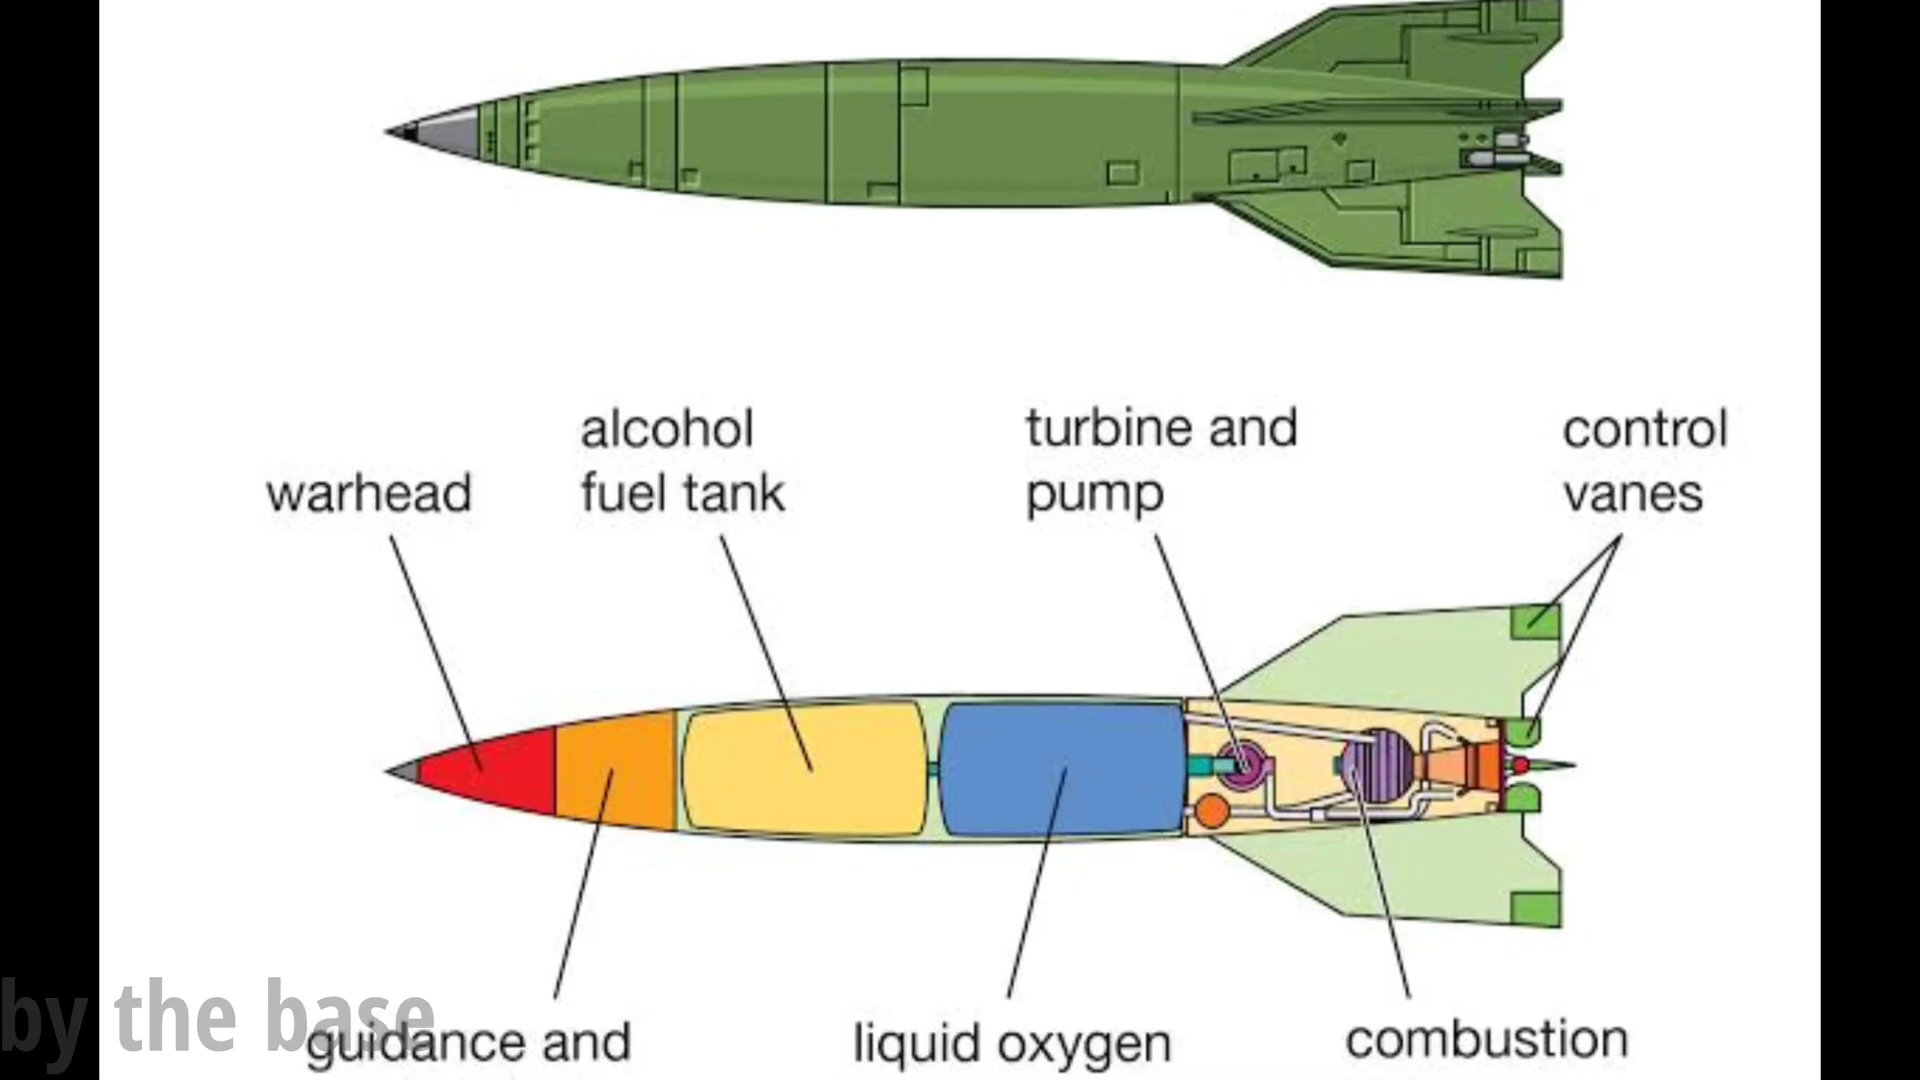 alcohol
fuel tank
turbine and
pump
control
vanes
warhead
by the base
guidance and
liquid oxygen
combustion